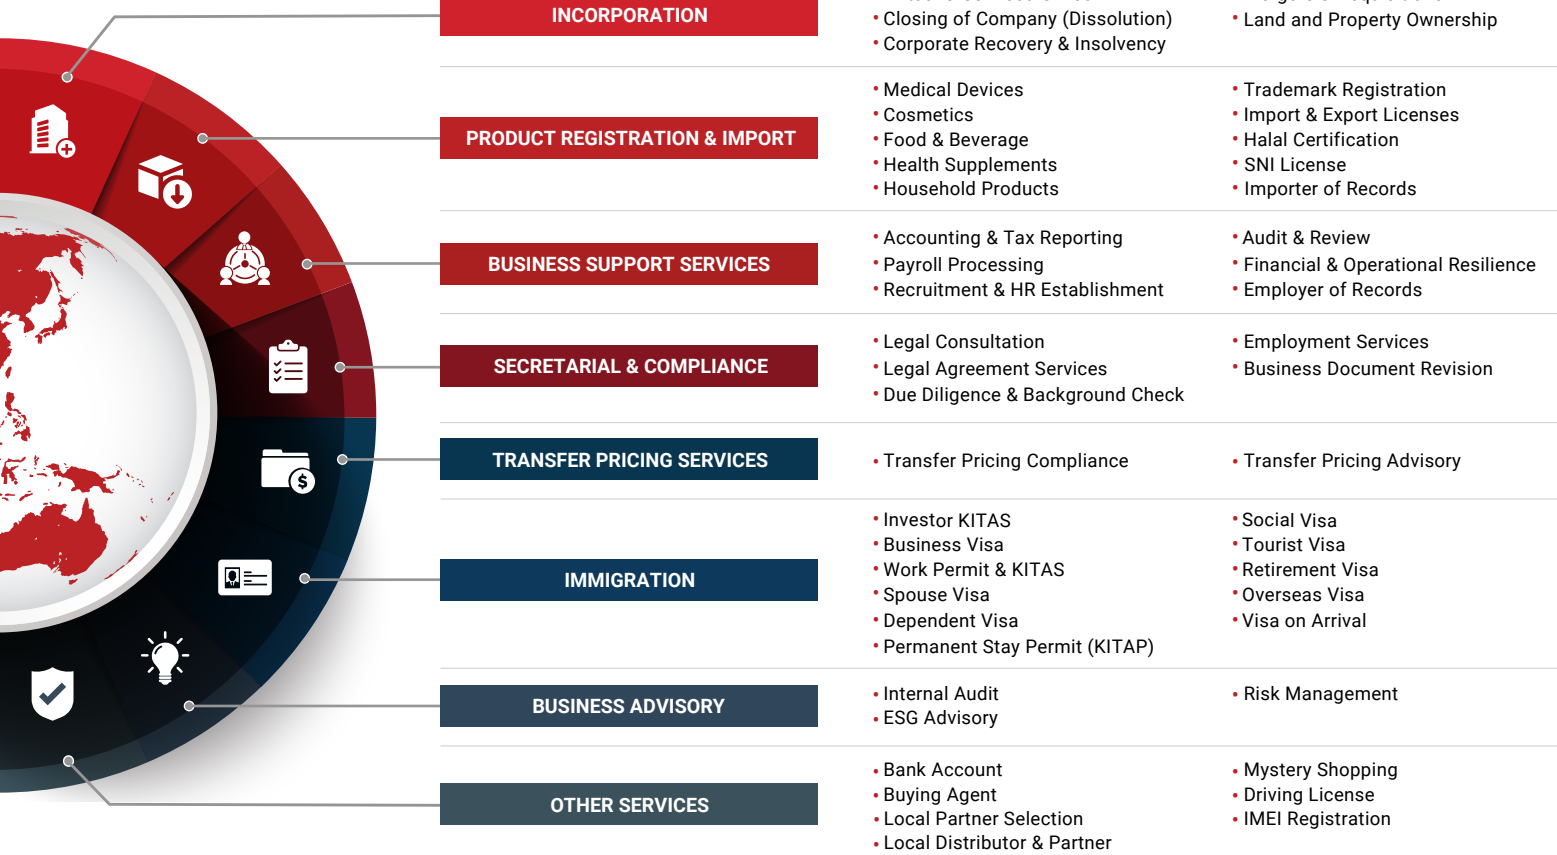 INCORPORATION
• Closing of Company (Dissolution)
• Corporate Recovery & Insolvency
• Land and Property Ownership
PRODUCT REGISTRATION & IMPORT
• Medical Devices
• Cosmetics
• Food & Beverage
• Health Supplements
• Household Products
• Trademark Registration
• Import & Export Licenses
• Halal Certification
• SNI License
• Importer of Records
BUSINESS SUPPORT SERVICES
• Accounting & Tax Reporting
• Payroll Processing
• Recruitment & HR Establishment
• Audit & Review
• Financial & Operational Resilience
• Employer of Records
SECRETARIAL & COMPLIANCE
• Legal Consultation
• Legal Agreement Services
• Due Diligence & Background Check
• Employment Services
• Business Document Revision
TRANSFER PRICING SERVICES
• Transfer Pricing Compliance
• Transfer Pricing Advisory
IMMIGRATION
• Investor KITAS
• Business Visa
• Work Permit & KITAS
• Spouse Visa
• Dependent Visa
• Permanent Stay Permit (KITAP)
• Social Visa
• Tourist Visa
• Retirement Visa
• Overseas Visa
• Visa on Arrival
BUSINESS ADVISORY
• Internal Audit
• ESG Advisory
• Risk Management
OTHER SERVICES
• Bank Account
• Buying Agent
• Local Partner Selection
• Local Distributor & Partner
• Mystery Shopping
• Driving License
• IMEI Registration